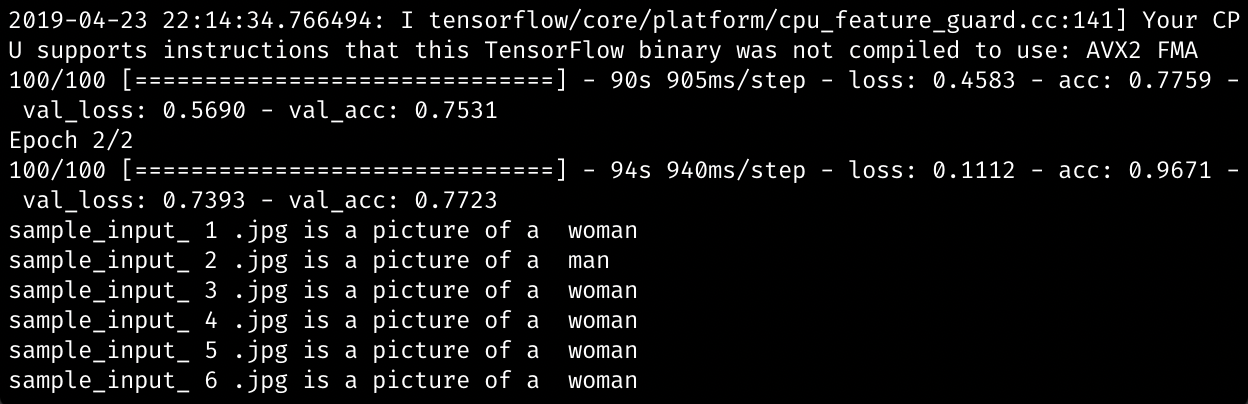 2019-04-23 22:14:34.766494: I tensorflow/core/platform/cpu_feature_guard.cc:141] Your CP
U supports instructions that this TensorFlow binary was not compiled to use: AVX2 FMA
100/100 [==============================] - 90s 905ms/step - loss: 0.4583 - acc: 0.7759 -
 val_loss: 0.5690 - val_acc: 0.7531
Epoch 2/2
100/100 [==============================] - 94s 940ms/step - loss: 0.1112 - acc: 0.9671 -
 val_loss: 0.7393 - val_acc: 0.7723
sample_input_ 1 .jpg is a picture of a  woman
sample_input_ 2 .jpg is a picture of a  man
sample_input_ 3 .jpg is a picture of a  woman
sample_input_ 4 .jpg is a picture of a  woman
sample_input_ 5 .jpg is a picture of a  woman
sample_input_ 6 .jpg is a picture of a  woman